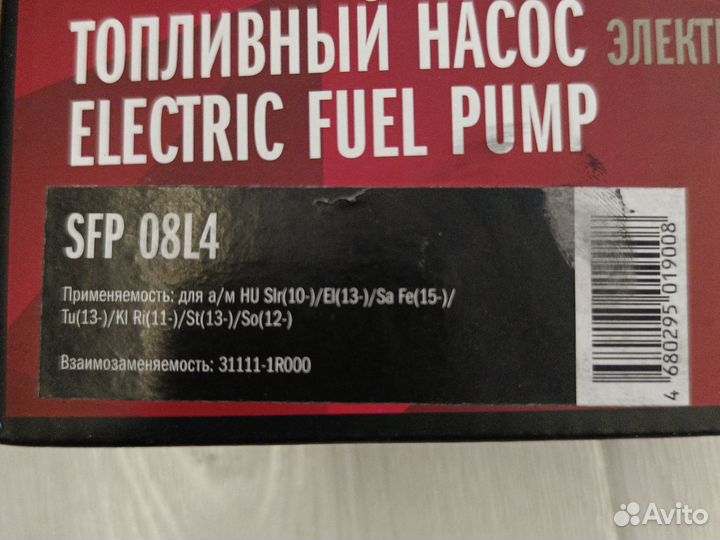 ТОПЛИВНЫЙ НАСОС ЭЛЕКТ
ELECTRIC FUEL PUMP
SFP 08L4
Применяемость: для а/м HU Slr(10-)/El(13-)/Sa Fe(15-)/
Tu(13-)/Kl Ri(11-)/St(13-)/So(12-)
Взаимозаменяемость: 31111-1R000
4 680295 019008
Avito